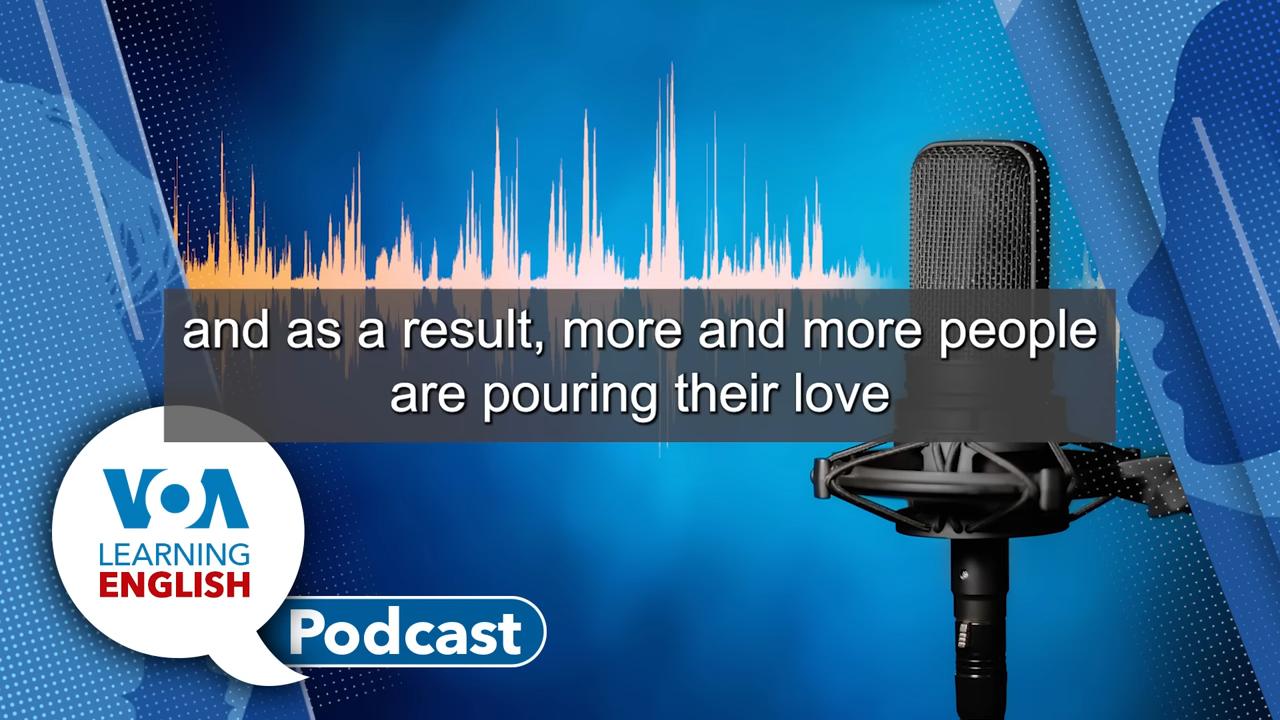 and as a result, more and more people
are pouring their love
VOA
LEARNING
ENGLISH
Podcast